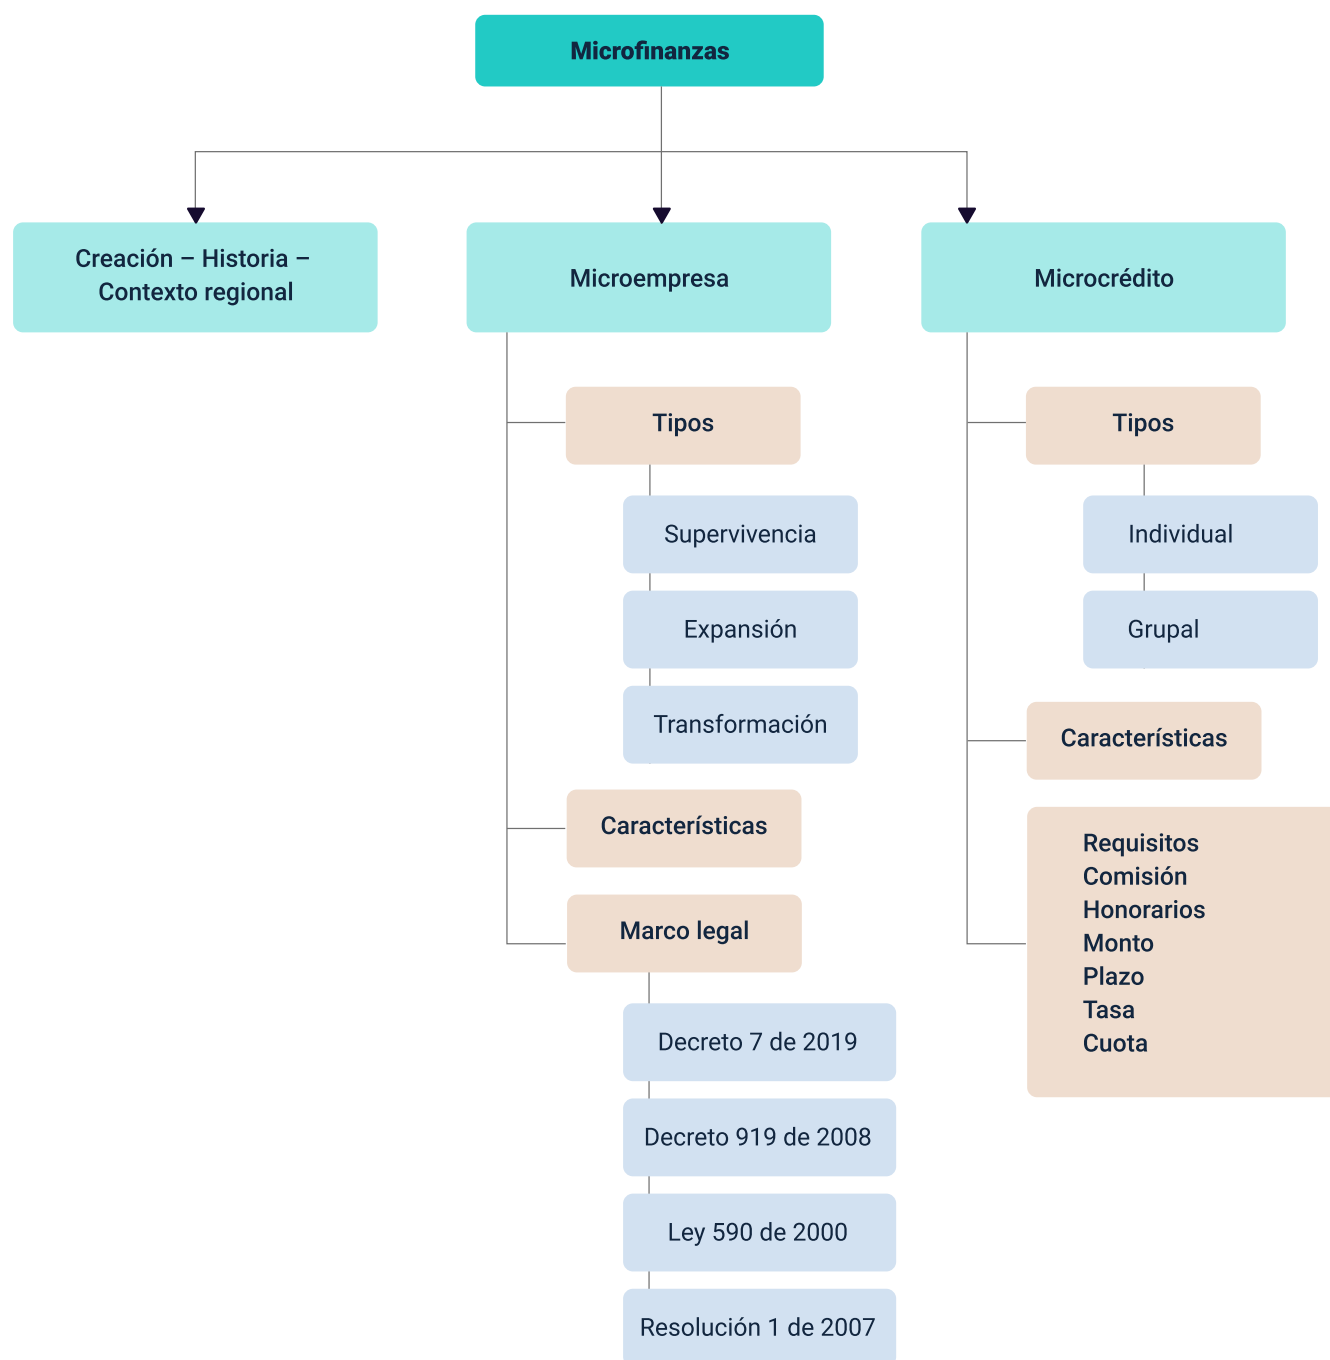 Microfinanzas
Creación – Historia –
Contexto regional
Microempresa
Tipos
Supervivencia
Expansión
Transformación
Características
Marco legal
Decreto 7 de 2019
Decreto 919 de 2008
Ley 590 de 2000
Resolución 1 de 2007
Microcrédito
Tipos
Individual
Grupal
Características
Requisitos
Comisión
Honorarios
Monto
Plazo
Tasa
Cuota